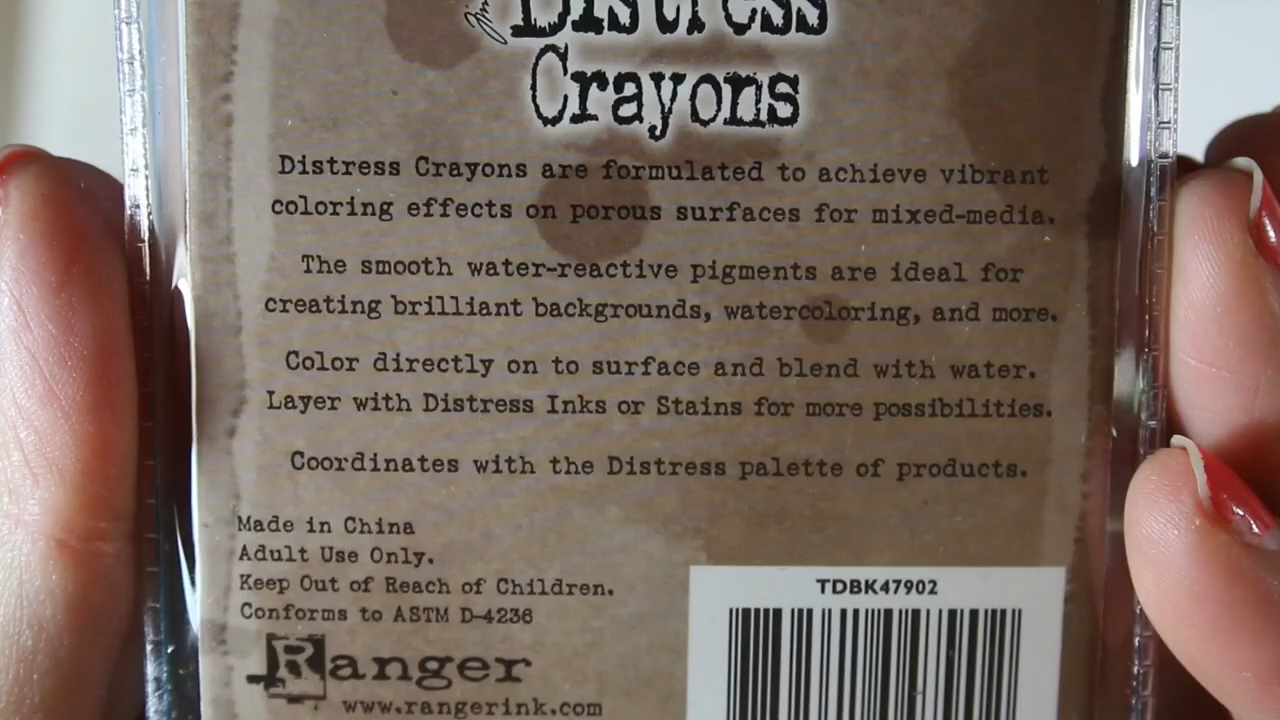 Distress
Crayons
Distress Crayons are formulated to achieve vibrant
coloring effects on porous surfaces for mixed-media.
The smooth water-reactive pigments are ideal for
creating brilliant backgrounds, watercoloring, and more.
Color directly on to surface and blend with water.
Layer with Distress Inks or Stains for more possibilities.
Coordinates with the Distress palette of products.
Made in China
Adult Use Only.
Keep Out of Reach of Children.
Conforms to ASTM D-4236
Ranger
www.rangerink.com
TDBK47902